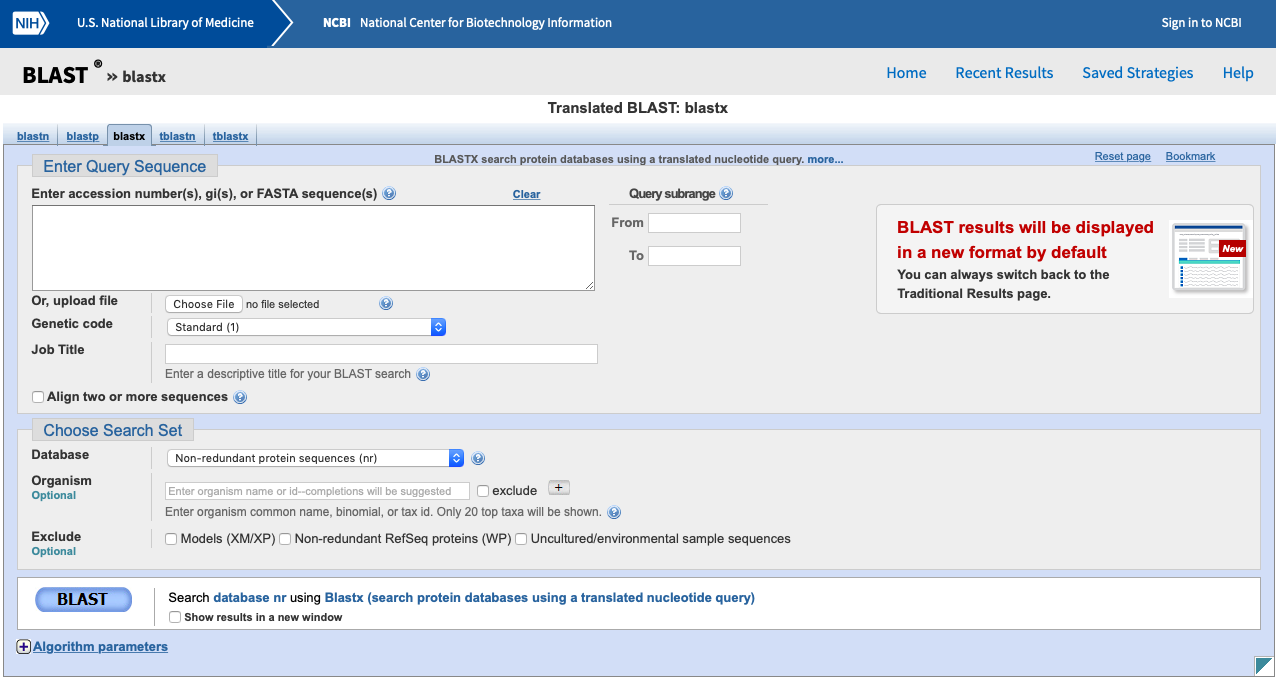 NIH U.S. National Library of Medicine NCBI National Center for Biotechnology Information Sign in to NCBI
BLAST ® » blastx Home Recent Results Saved Strategies Help
Translated BLAST: blastx
blastn blastp blastx tblastn tblastx
Enter Query Sequence
BLASTX search protein databases using a translated nucleotide query. more...
Reset page Bookmark
Enter accession number(s), gi(s), or FASTA sequence(s) ? Clear
Query subrange ?
From
To
BLAST results will be displayed
in a new format by default
You can always switch back to the
Traditional Results page.
New
Or, upload file Choose File no file selected ?
Genetic code Standard (1)
Job Title
Enter a descriptive title for your BLAST search ?
Align two or more sequences ?
Choose Search Set
Database Non-redundant protein sequences (nr) ?
Organism
Optional
Enter organism name or id--completions will be suggested exclude +
Enter organism common name, binomial, or tax id. Only 20 top taxa will be shown. ?
Exclude
Optional
Models (XM/XP) Non-redundant RefSeq proteins (WP) Uncultured/environmental sample sequences
BLAST Search database nr using Blastx (search protein databases using a translated nucleotide query)
Show results in a new window
+ Algorithm parameters